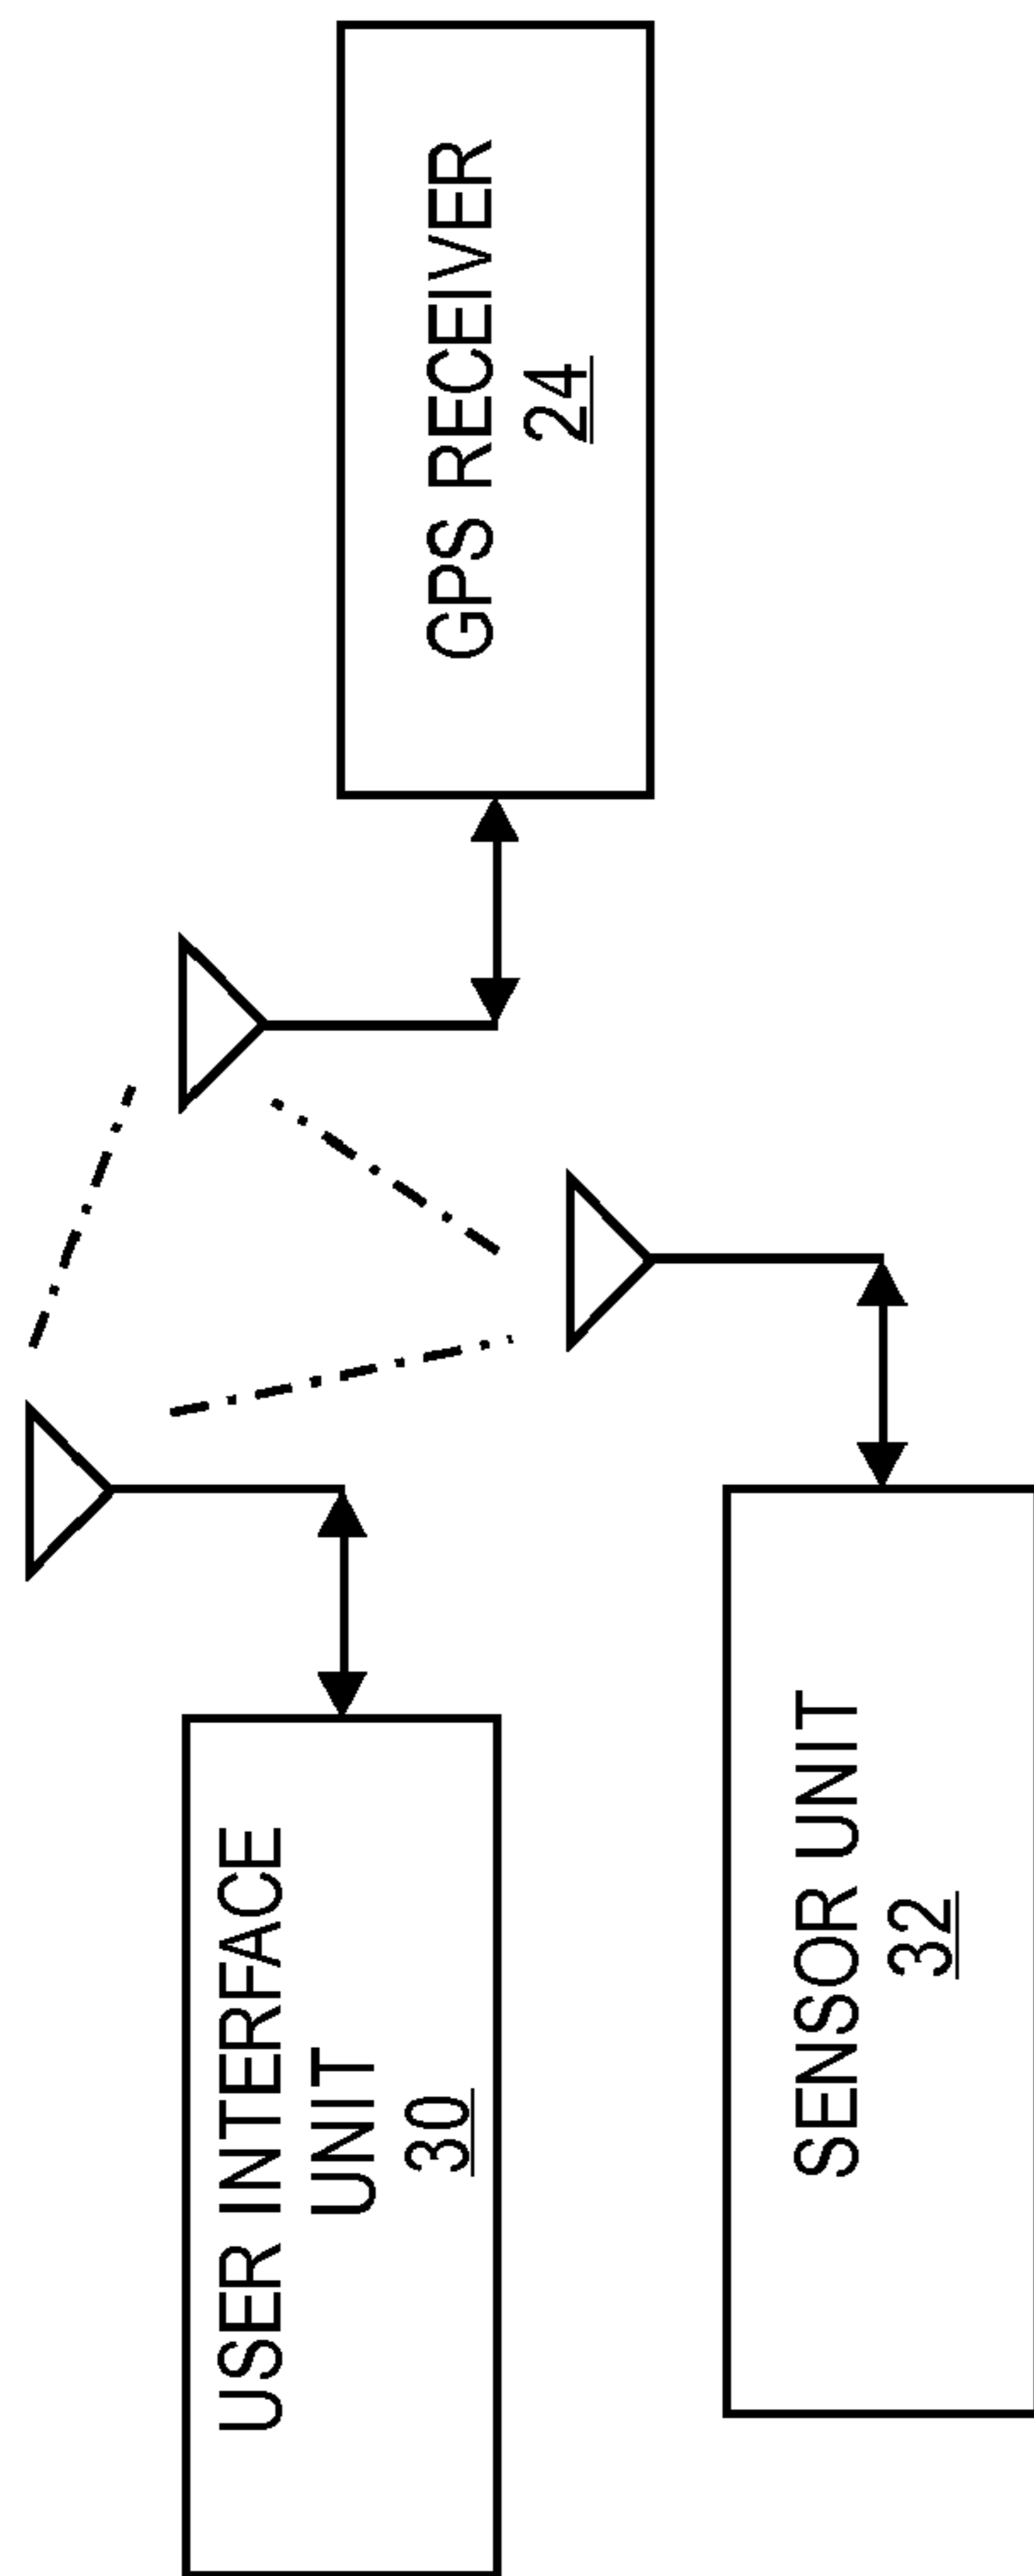 USER INTERFACE
UNIT
30
GPS RECEIVER
24
SENSOR UNIT
32